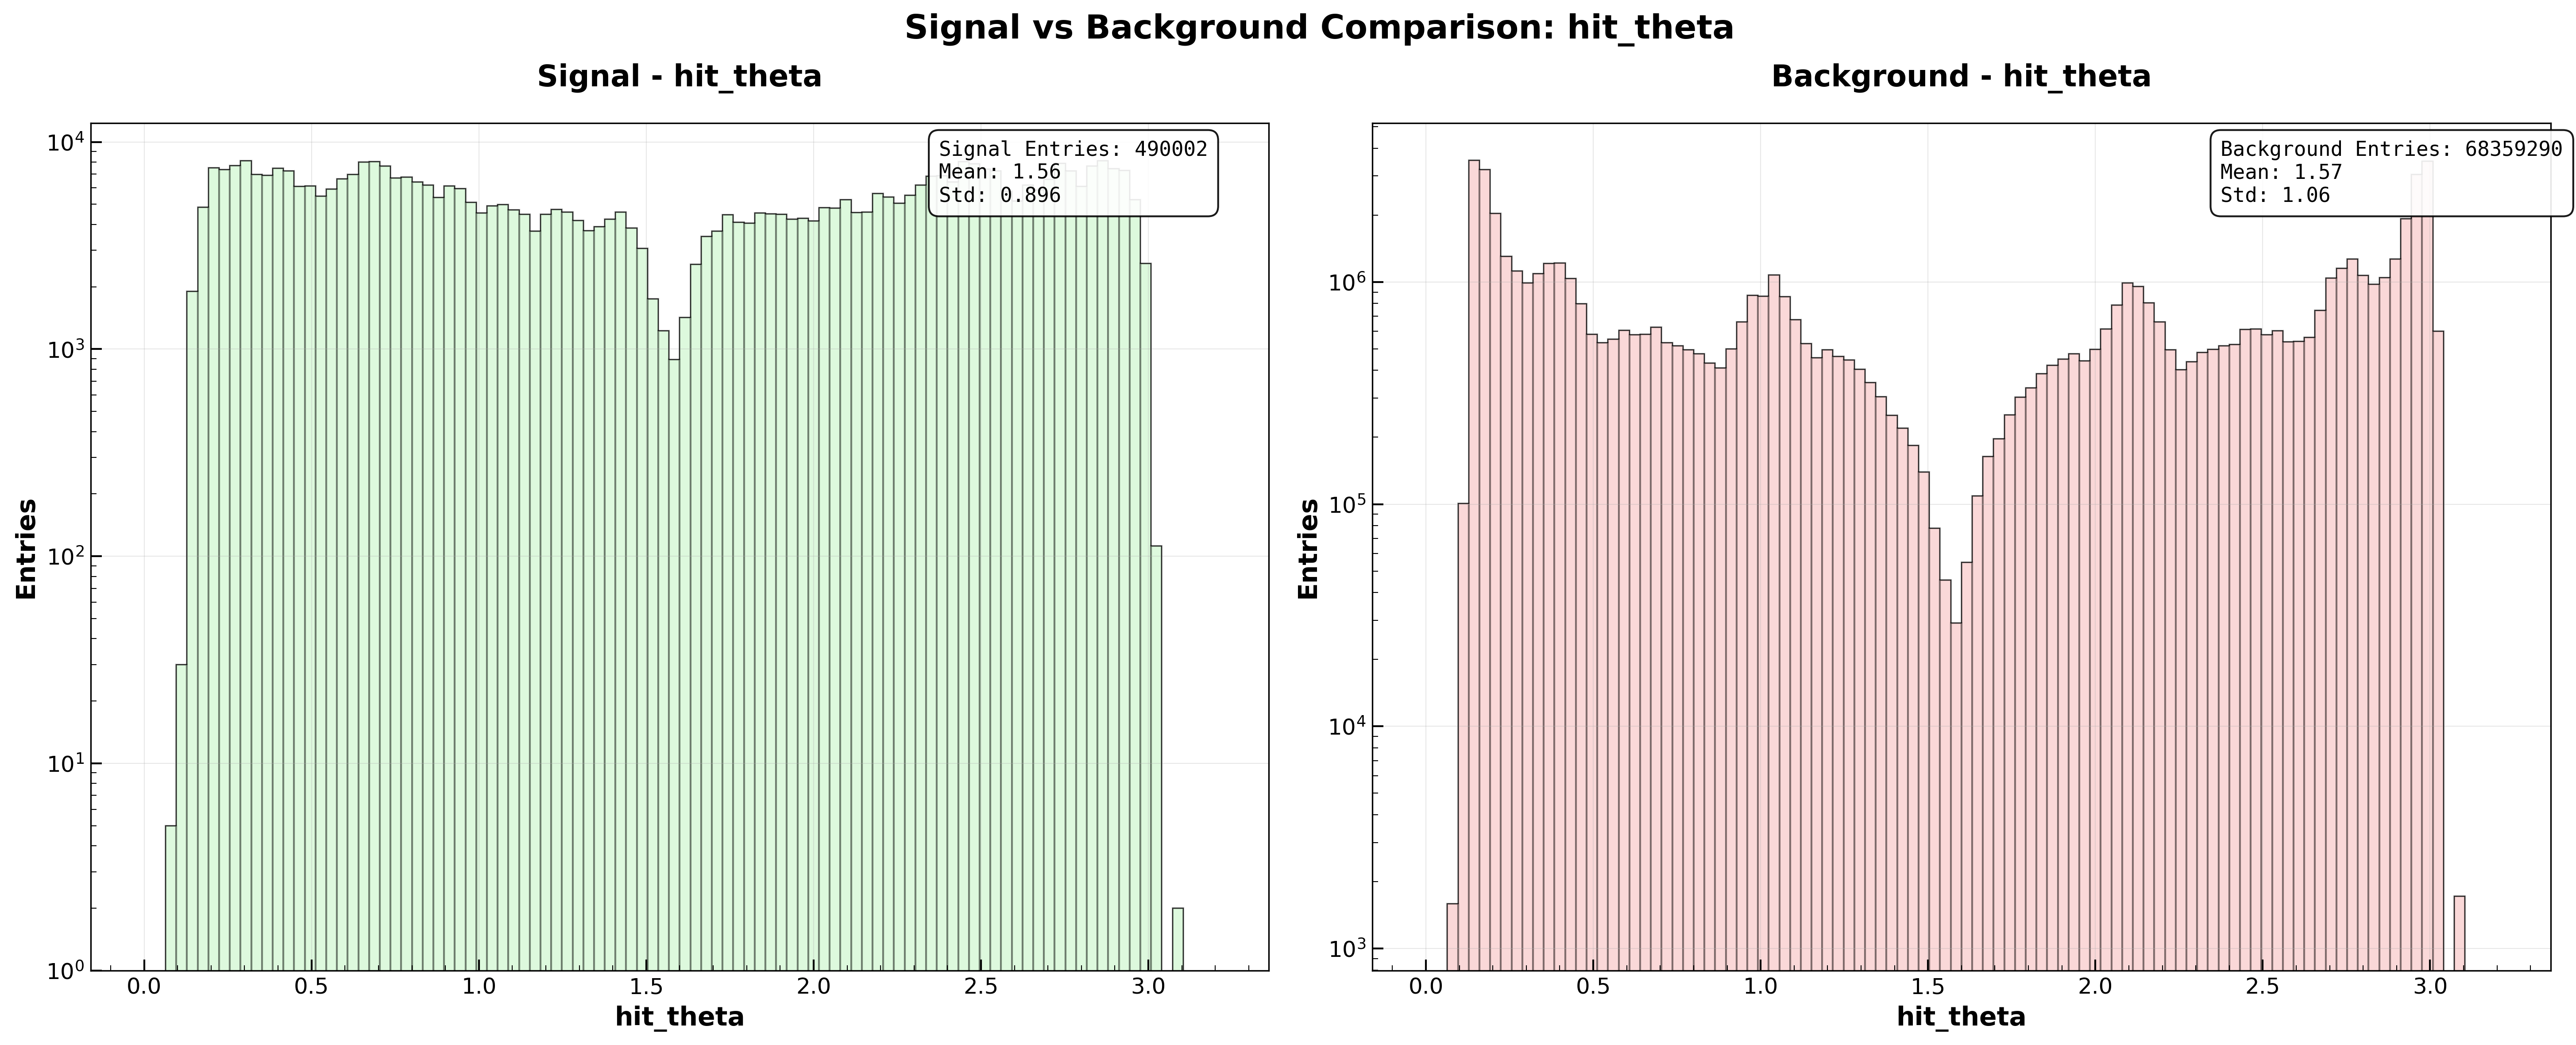 Signal vs Background Comparison: hit_theta
Signal - hit_theta
Signal Entries: 490002
Mean: 1.56
Std: 0.896
10^4
10^3
10^2
10^1
10^0
Entries
0.0 0.5 1.0 1.5 2.0 2.5 3.0
hit_theta
Background - hit_theta
Background Entries: 68359290
Mean: 1.57
Std: 1.06
10^6
10^5
10^4
10^3
Entries
0.0 0.5 1.0 1.5 2.0 2.5 3.0
hit_theta